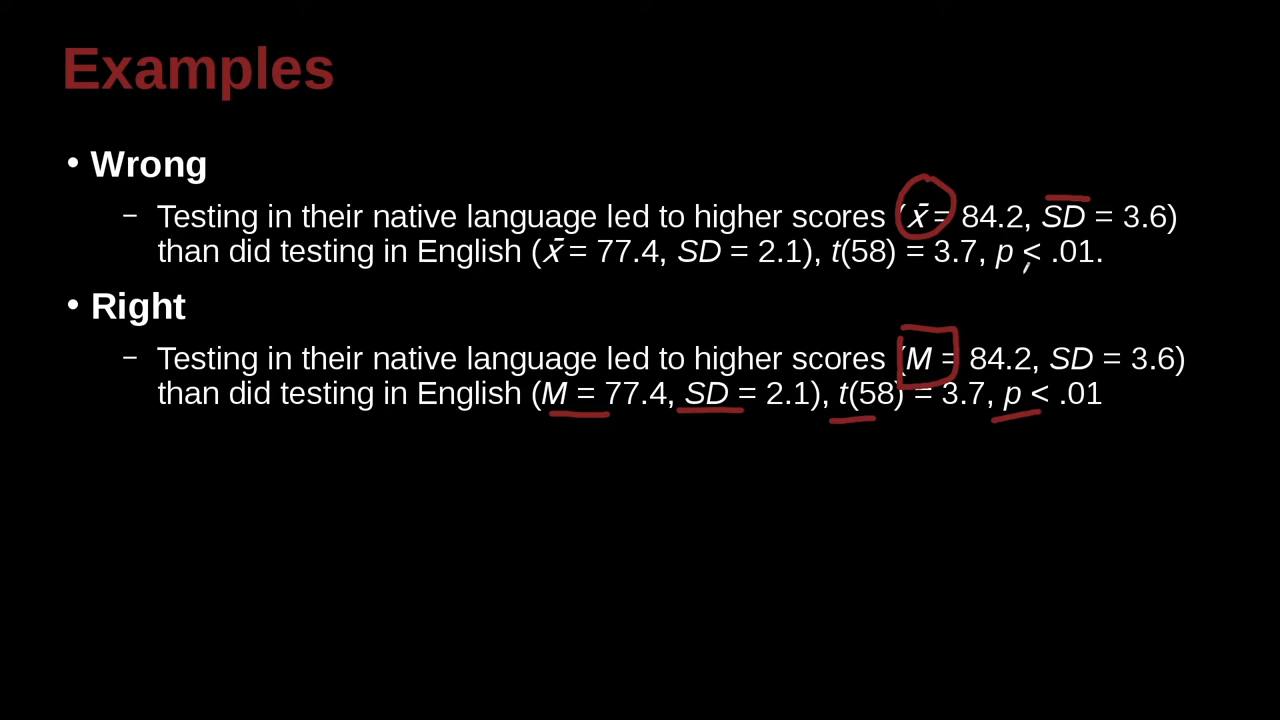 Examples
• Wrong
– Testing in their native language led to higher scores (x̄ = 84.2, SD = 3.6)
than did testing in English (x̄ = 77.4, SD = 2.1), t(58) = 3.7, p < .01.
• Right
– Testing in their native language led to higher scores (M = 84.2, SD = 3.6)
than did testing in English (M = 77.4, SD = 2.1), t(58) = 3.7, p < .01